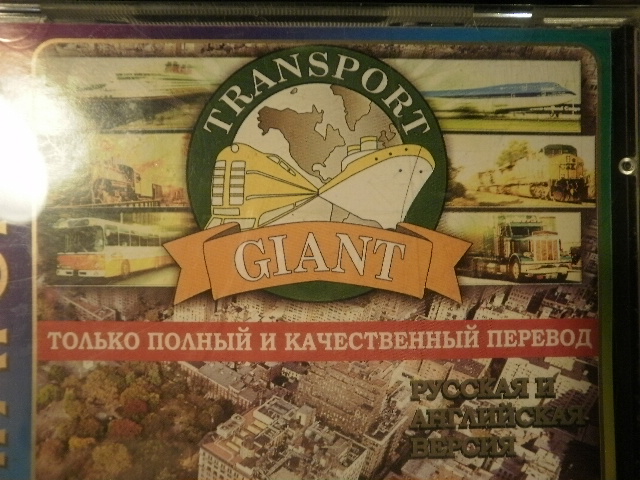 TRANSPORT
GIANT
ТОЛЬКО ПОЛНЫЙ И КАЧЕСТВЕННЫЙ ПЕРЕВОД
РУССКАЯ И
АНГЛИЙСКАЯ
ВЕРСИЯ